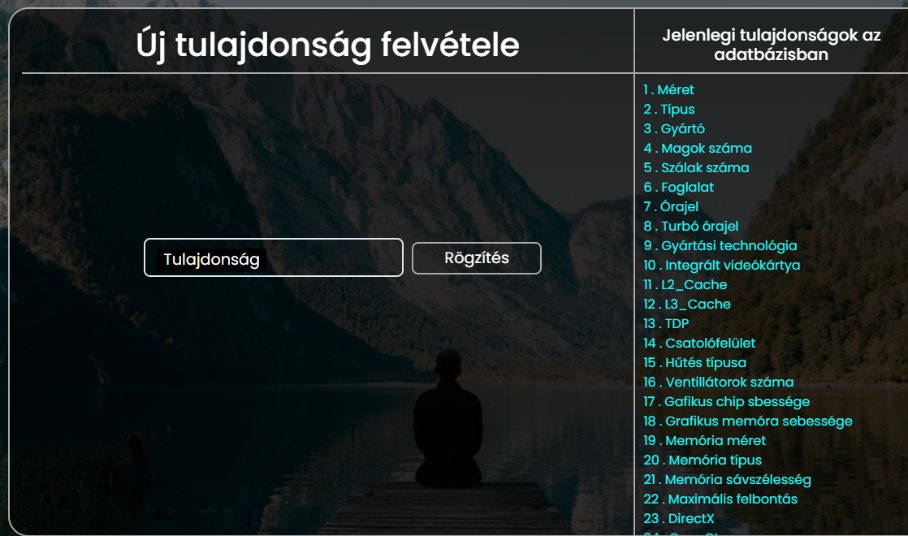 Új tulajdonság felvétele
Jelenlegi tulajdonságok az
adatbázisban
1 . Méret
2 . Típus
3 . Gyártó
4 . Magok száma
5 . Szálak száma
6 . Foglalat
7 . Órajel
8 . Turbó órajel
9 . Gyártási technológia
10 . Integrált videókártya
11 . L2_Cache
12 . L3_Cache
13 . TDP
14 . Csatolófelület
15 . Hűtés típusa
16 . Ventillátorok száma
17 . Gafikus chip sbessége
18 . Grafikus memóra sebessége
19 . Memória méret
20 . Memória típus
21 . Memória sávszélesség
22 . Maximális felbontás
23 . DirectX
Tulajdonság
Rögzítés